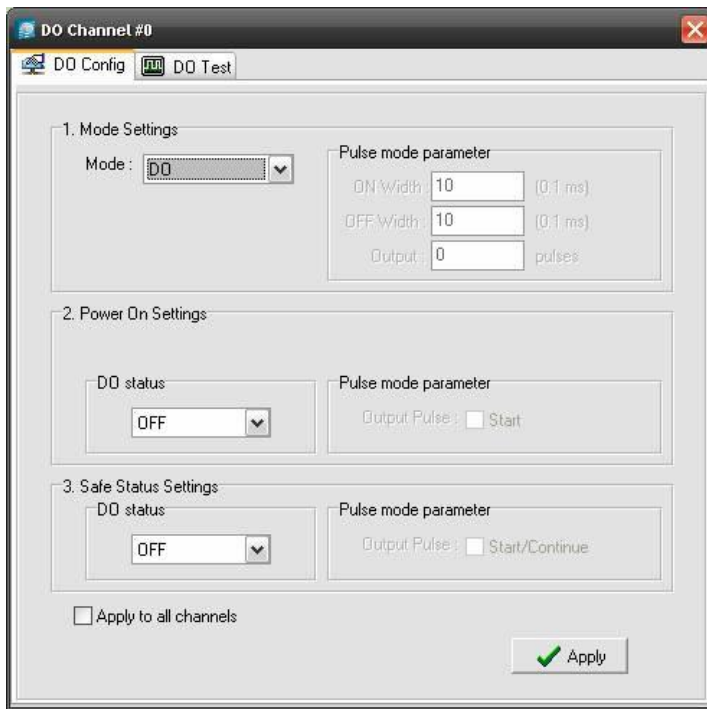 DO Channel #0
DO Config DO Test
1. Mode Settings
Mode : DO
Pulse mode parameter
ON Width : 10 (0.1 ms)
OFF Width : 10 (0.1 ms)
Output : 0 pulses
2. Power On Settings
DO status
OFF
Pulse mode parameter
Output Pulse : Start
3. Safe Status Settings
DO status
OFF
Pulse mode parameter
Output Pulse : Start/Continue
Apply to all channels
Apply